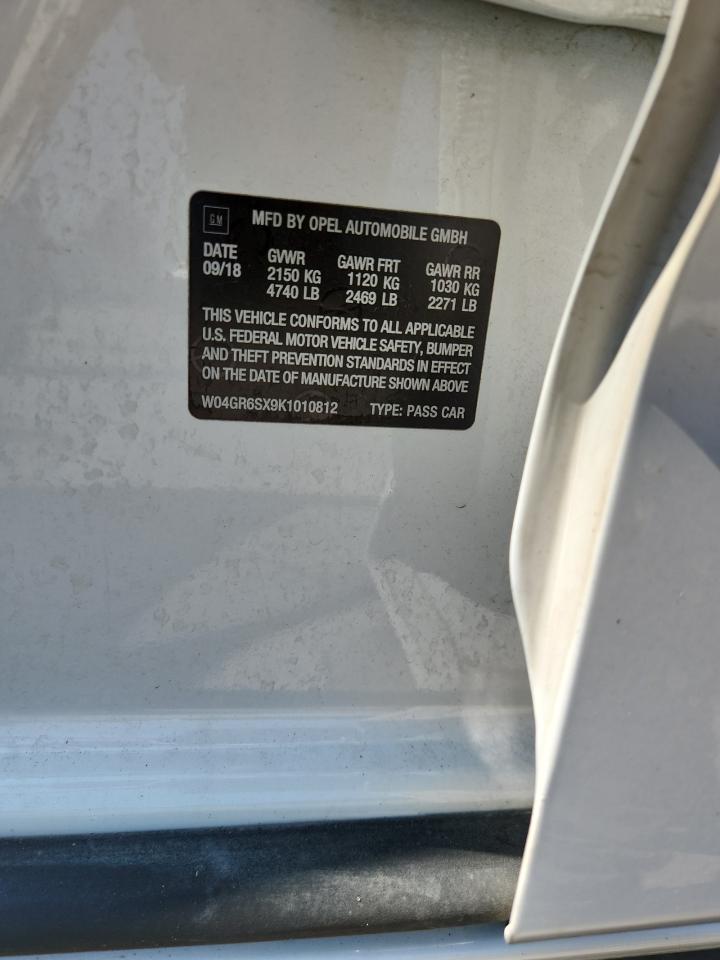 GM
MFD BY OPEL AUTOMOBILE GMBH
DATE GVWR GAWR FRT GAWR RR
09/18 2150 KG 1120 KG 1030 KG
4740 LB 2469 LB 2271 LB
THIS VEHICLE CONFORMS TO ALL APPLICABLE
U.S. FEDERAL MOTOR VEHICLE SAFETY, BUMPER
AND THEFT PREVENTION STANDARDS IN EFFECT
ON THE DATE OF MANUFACTURE SHOWN ABOVE
W04GR6SX9K1010812 TYPE: PASS CAR